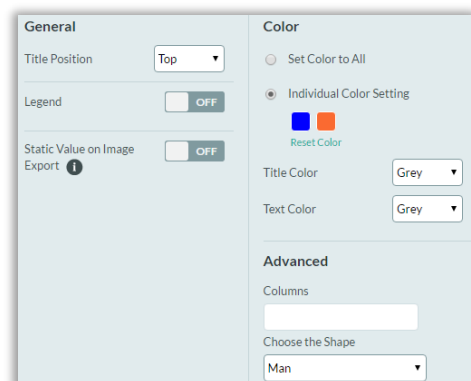 General
Title Position
Top
Legend
OFF
Static Value on Image
Export i
OFF
Color
Set Color to All
Individual Color Setting
Reset Color
Title Color
Grey
Text Color
Grey
Advanced
Columns
Choose the Shape
Man